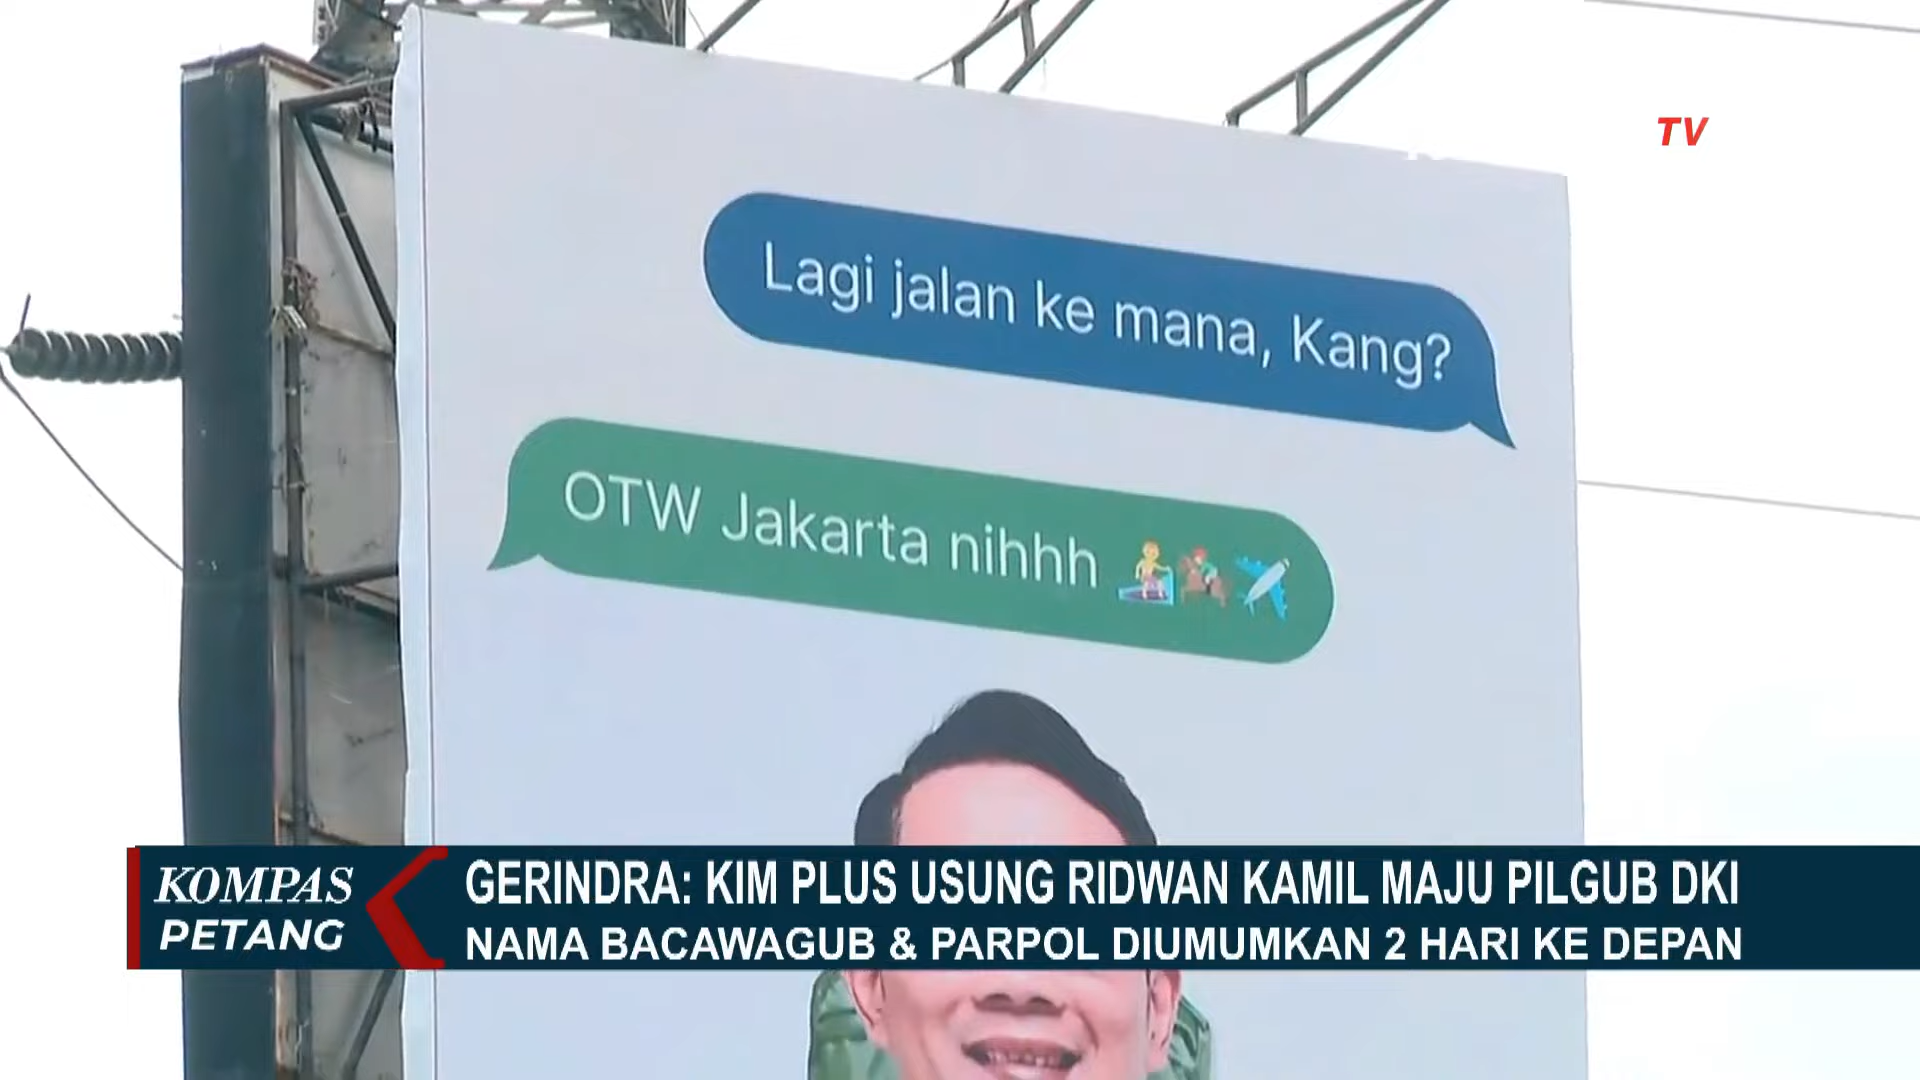 TV
Lagi jalan ke mana, Kang?
OTW Jakarta nihhh 🏄🏇✈️
KOMPAS PETANG
GERINDRA: KIM PLUS USUNG RIDWAN KAMIL MAJU PILGUB DKI
NAMA BACAWAGUB & PARPOL DIUMUMKAN 2 HARI KE DEPAN